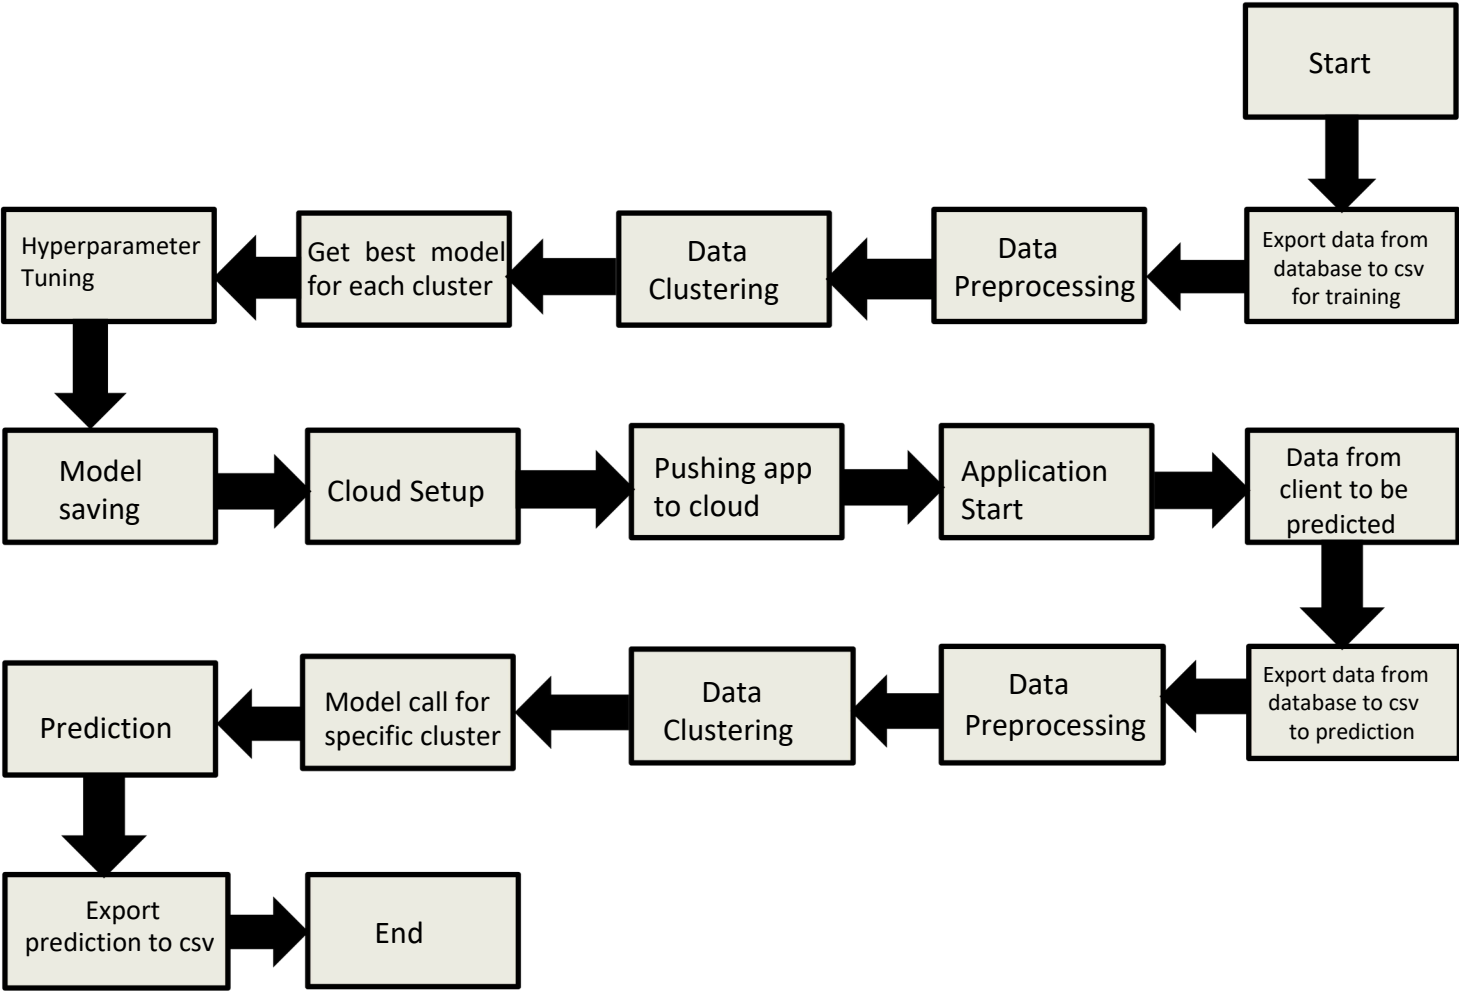 Start
Export data from
database to csv
for training
Data
Preprocessing
Data
Clustering
Get best model
for each cluster
Hyperparameter
Tuning
Model
saving
Cloud Setup
Pushing app
to cloud
Application
Start
Data from
client to be
predicted
Export data from
database to csv
to prediction
Data
Preprocessing
Data
Clustering
Model call for
specific cluster
Prediction
Export
prediction to csv
End